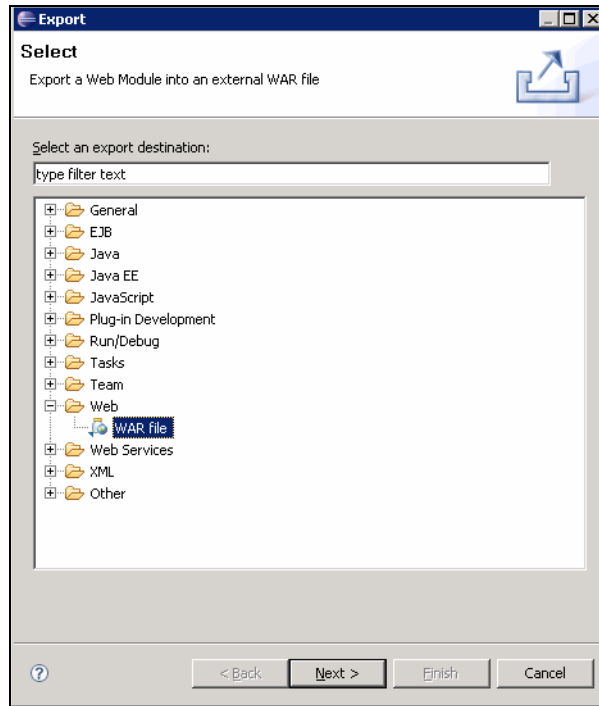 Export
Select
Export a Web Module into an external WAR file
Select an export destination:
type filter text
General
EJB
Java
Java EE
JavaScript
Plug-in Development
Run/Debug
Tasks
Team
Web
WAR file
Web Services
XML
Other
?
< Back Next > Finish Cancel